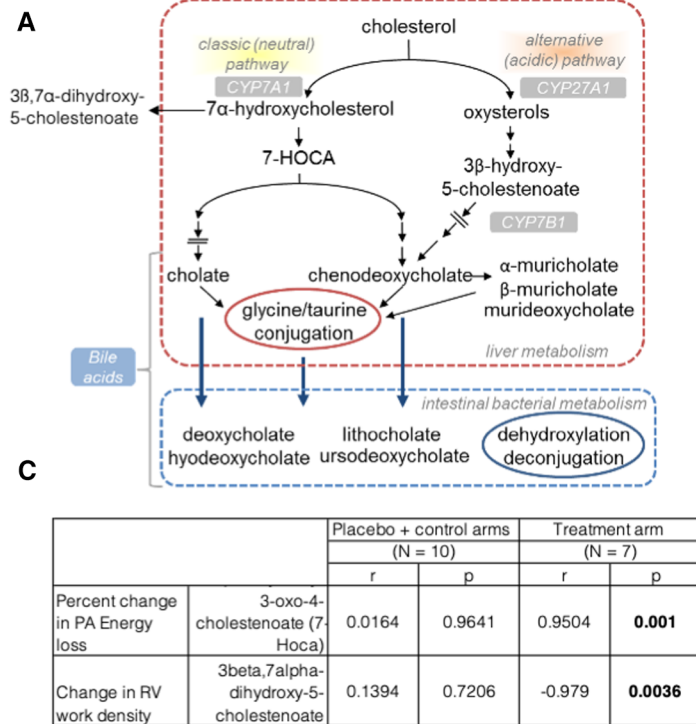 A
cholesterol
classic (neutral)
pathway
alternative
(acidic) pathway
CYP7A1
CYP27A1
3ß,7α-dihydroxy-
5-cholestenoate
7α-hydroxycholesterol
oxysterols
7-HOCA
3β-hydroxy-
5-cholestenoate
CYP7B1
cholate
chenodeoxycholate
α-muricholate
β-muricholate
murideoxycholate
glycine/taurine
conjugation
liver metabolism
Bile
acids
intestinal bacterial metabolism
deoxycholate
hyodeoxycholate
lithocholate
ursodeoxycholate
dehydroxylation
deconjugation
C
Placebo + control arms
Treatment arm
(N = 10)
(N = 7)
r
p
r
p
Percent change
in PA Energy
loss
3-oxo-4-
cholestenoate (7-
Hoca)
0.0164
0.9641
0.9504
0.001
Change in RV
work density
3beta,7alpha-
dihydroxy-5-
cholestenoate
0.1394
0.7206
-0.979
0.0036